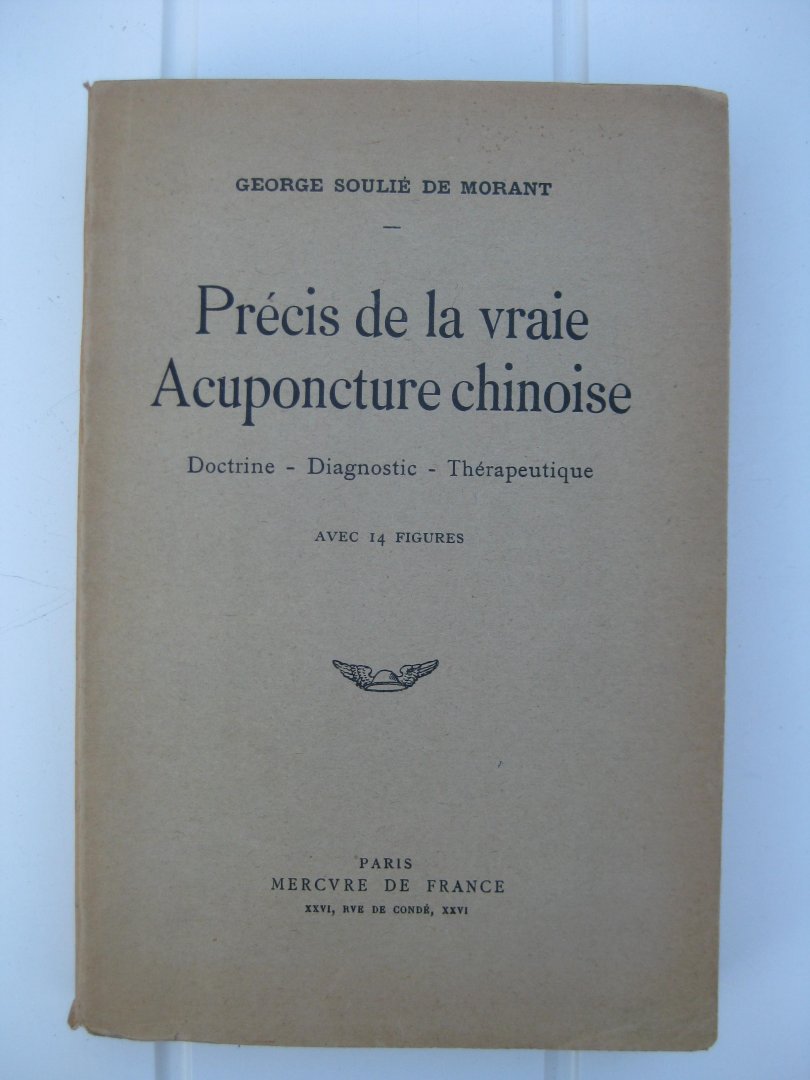 GEORGE SOULIÉ DE MORANT
Précis de la vraie
Acuponcture chinoise
Doctrine - Diagnostic - Thérapeutique
AVEC 14 FIGURES
PARIS
MERCVRE DE FRANCE
XXVI, RVE DE CONDÉ, XXVI